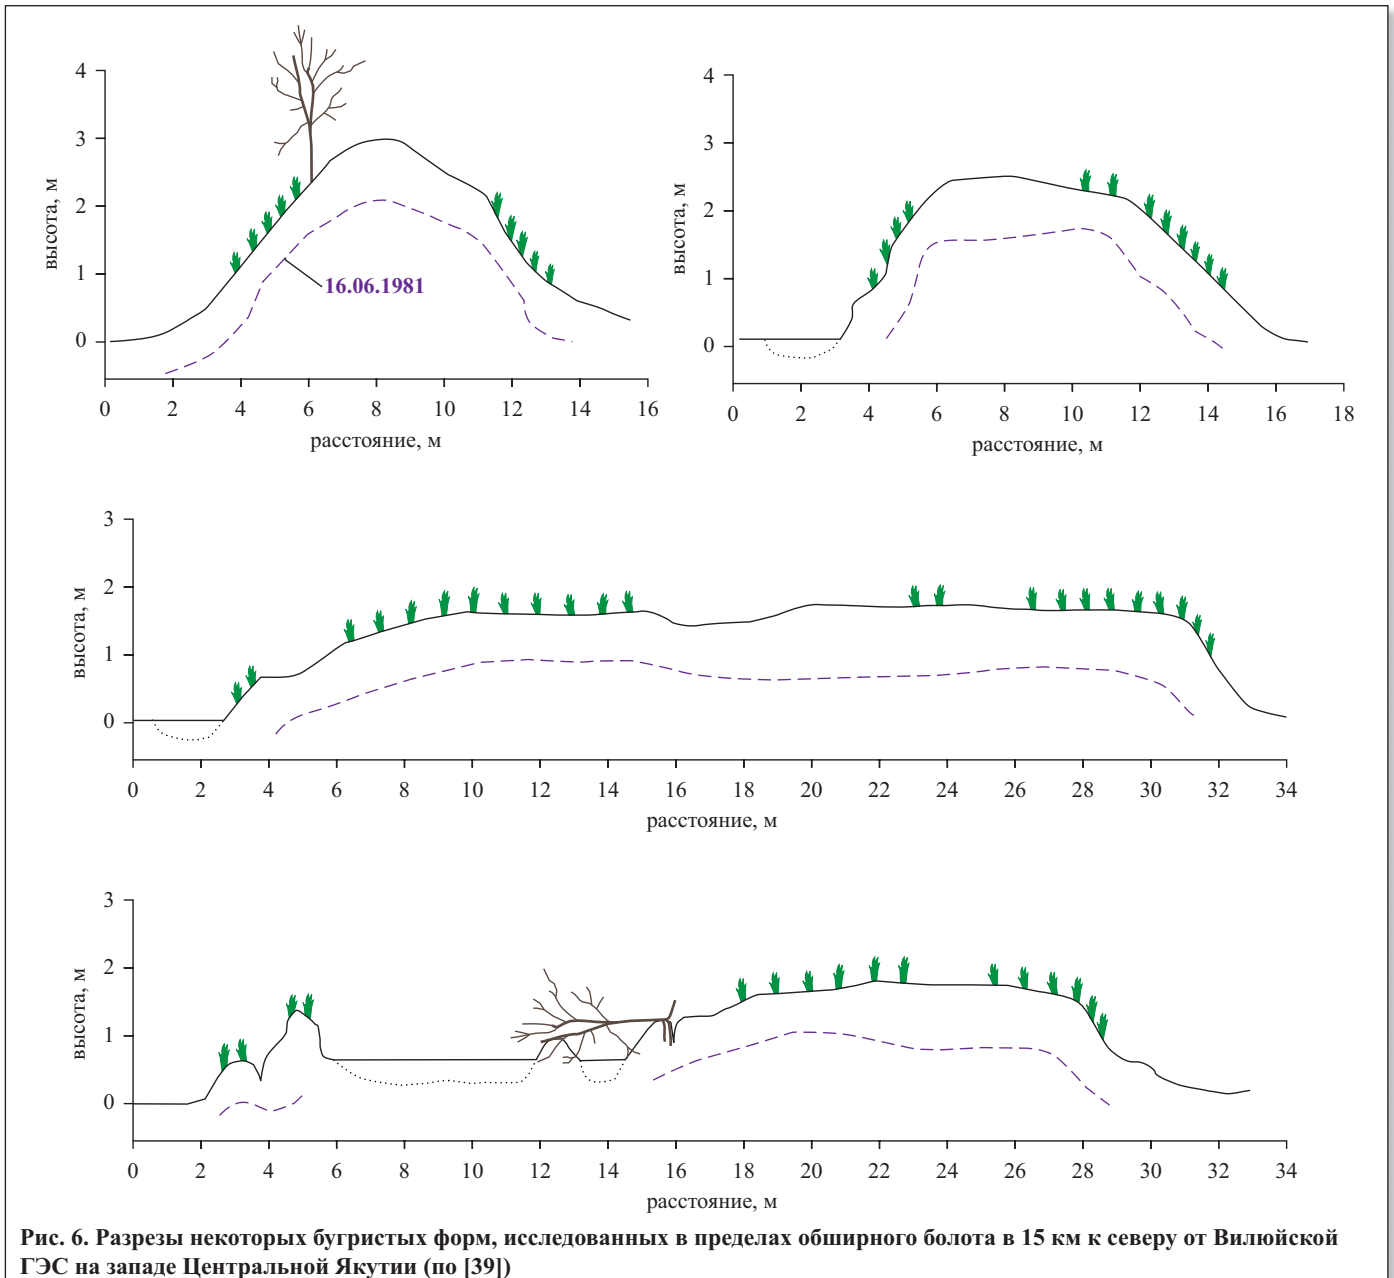 4
3
2
1
0
высота, м
16.06.1981
0 2 4 6 8 10 12 14 16
расстояние, м
4
3
2
1
0
высота, м
0 2 4 6 8 10 12 14 16 18
расстояние, м
3
2
1
0
высота, м
0 2 4 6 8 10 12 14 16 18 20 22 24 26 28 30 32 34
расстояние, м
3
2
1
0
высота, м
0 2 4 6 8 10 12 14 16 18 20 22 24 26 28 30 32 34
расстояние, м
Рис. 6. Разрезы некоторых бугристых форм, исследованных в пределах обширного болота в 15 км к северу от Вилюйской
ГЭС на западе Центральной Якутии (по [39])